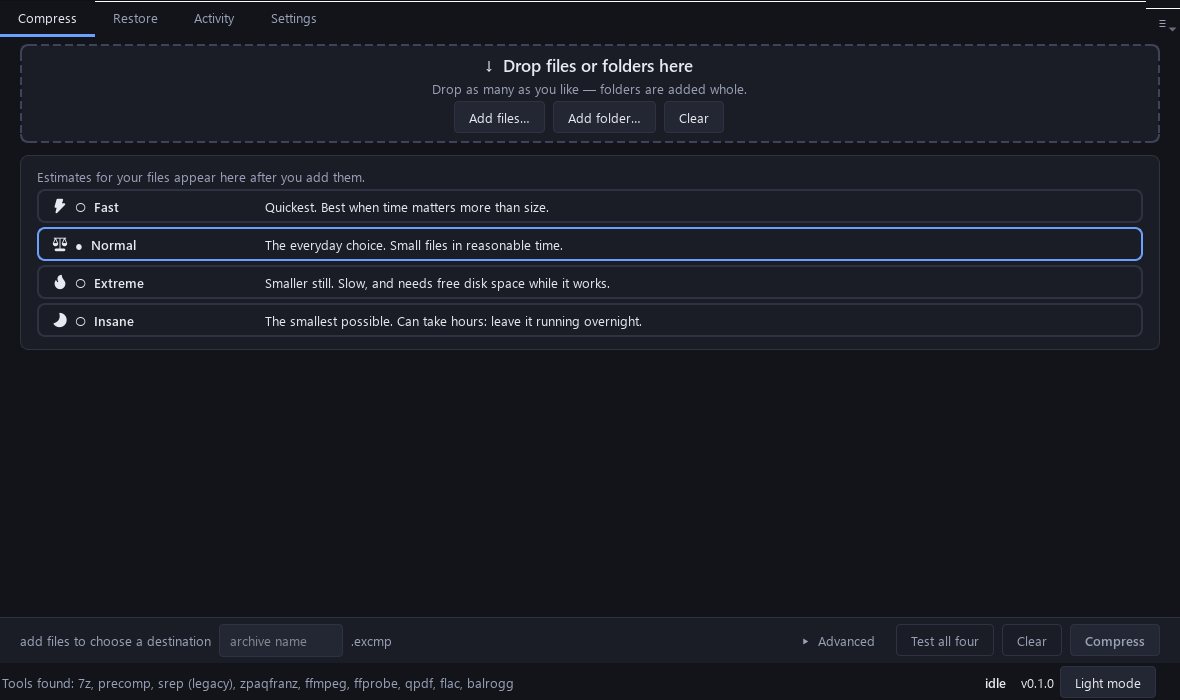 Compress Restore Activity Settings
↓ Drop files or folders here
Drop as many as you like — folders are added whole.
Add files... Add folder... Clear
Estimates for your files appear here after you add them.
Fast Quickest. Best when time matters more than size.
Normal The everyday choice. Small files in reasonable time.
Extreme Smaller still. Slow, and needs free disk space while it works.
Insane The smallest possible. Can take hours: leave it running overnight.
add files to choose a destination archive name .excmp ▸ Advanced Test all four Clear Compress
Tools found: 7z, precomp, srep (legacy), zpaqfranz, ffmpeg, ffprobe, qpdf, flac, balrogg idle v0.1.0 Light mode